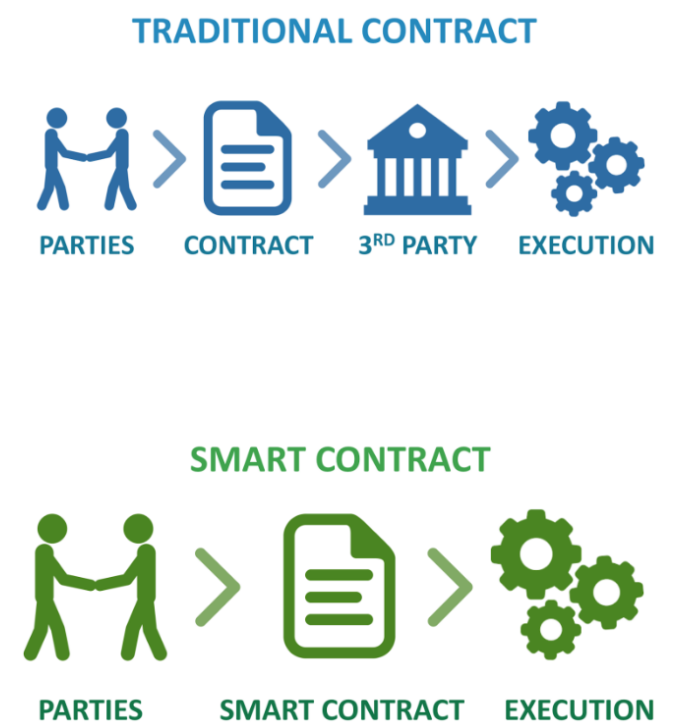 TRADITIONAL CONTRACT
PARTIES CONTRACT 3RD PARTY EXECUTION
SMART CONTRACT
PARTIES SMART CONTRACT EXECUTION